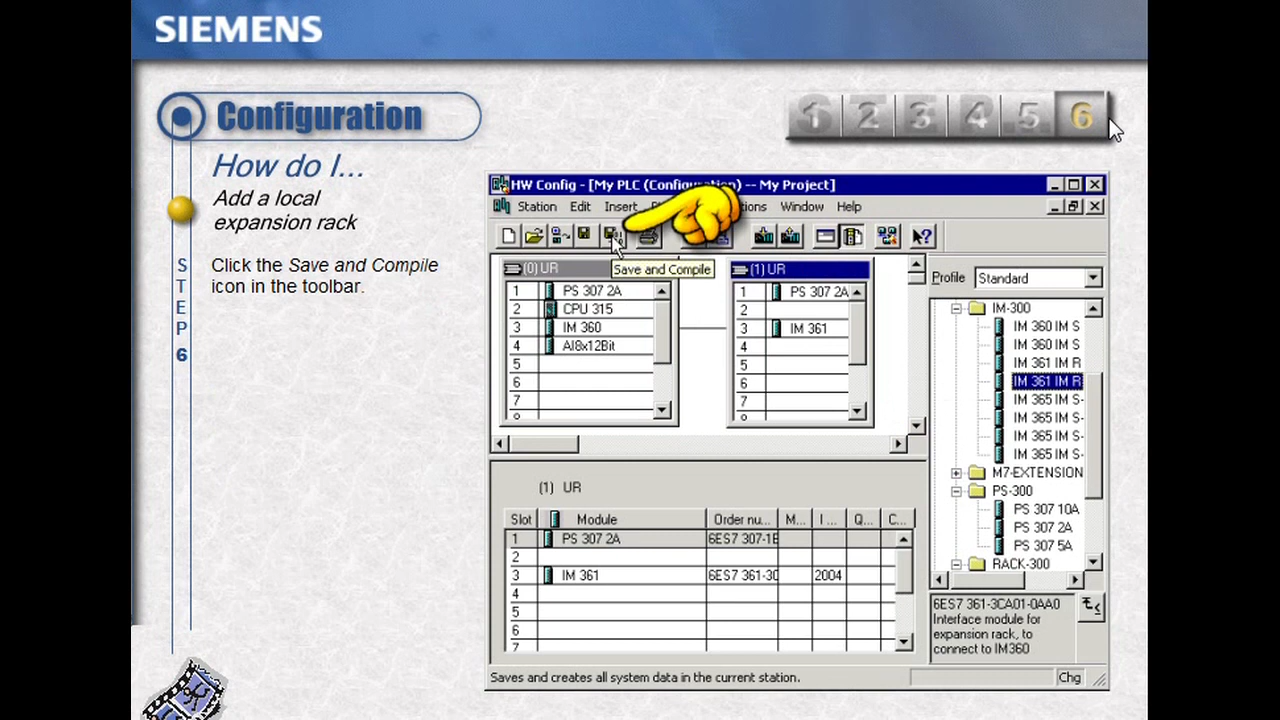 SIEMENS
Configuration
1 2 3 4 5 6
How do I...
Add a local
expansion rack
STEP
6
Click the Save and Compile
icon in the toolbar.
HW Config - [My PLC (Configuration) -- My Project]
Station Edit Insert Window Help
Save and Compile
(0) UR
1 PS 307 2A
2 CPU 315
3 IM 360
4 AI8x12Bit
5
6
7
(1) UR
1 PS 307 2A
2
3 IM 361
4
5
6
7
Profile Standard
IM-300
IM 360 IM S
IM 360 IM S
IM 361 IM R
IM 361 IM R
IM 365 IM S-
IM 365 IM S-
IM 365 IM S-
IM 365 IM S-
M7-EXTENSION
PS-300
PS 307 10A
PS 307 2A
PS 307 5A
RACK-300
(1) UR
Slot Module Order nu... M... I ... Q... C...
1 PS 307 2A 6ES7 307-1E
2
3 IM 361 6ES7 361-3C 2004
4
5
6
7
6ES7 361-3CA01-0AA0
Interface module for
expansion rack, to
connect to IM360
Saves and creates all system data in the current station.
Chg